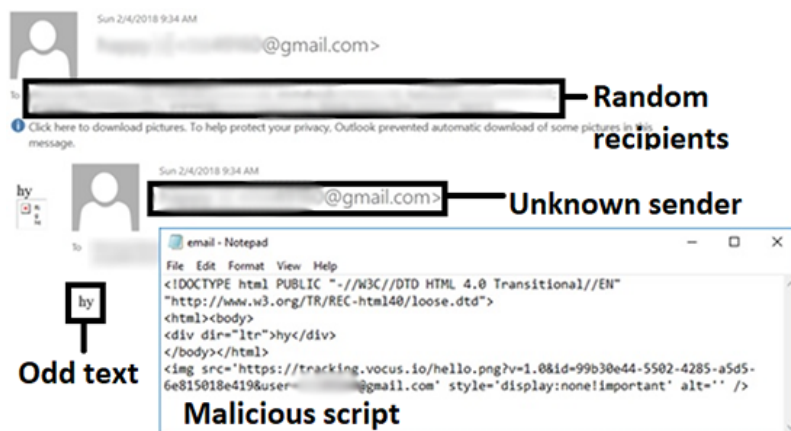 Sun 2/4/2018 9:34 AM
@gmail.com>
To
Random
recipients
Click here to download pictures. To help protect your privacy, Outlook prevented automatic download of some pictures in this
message.
Sun 2/4/2018 9:34 AM
hy
@gmail.com>
Unknown sender
To
email - Notepad
File Edit Format View Help
<!DOCTYPE html PUBLIC "-//W3C//DTD HTML 4.0 Transitional//EN"
"http://www.w3.org/TR/REC-html40/loose.dtd">
<html><body>
<div dir="ltr">hy</div>
</body></html>
<img src='https://tracking.vocus.io/hello.png?v=1.0&id=99b30e44-5502-4285-a5d5-
6e815018e419&user= @gmail.com' style='display:none!important' alt='' />
hy
Odd text
Malicious script